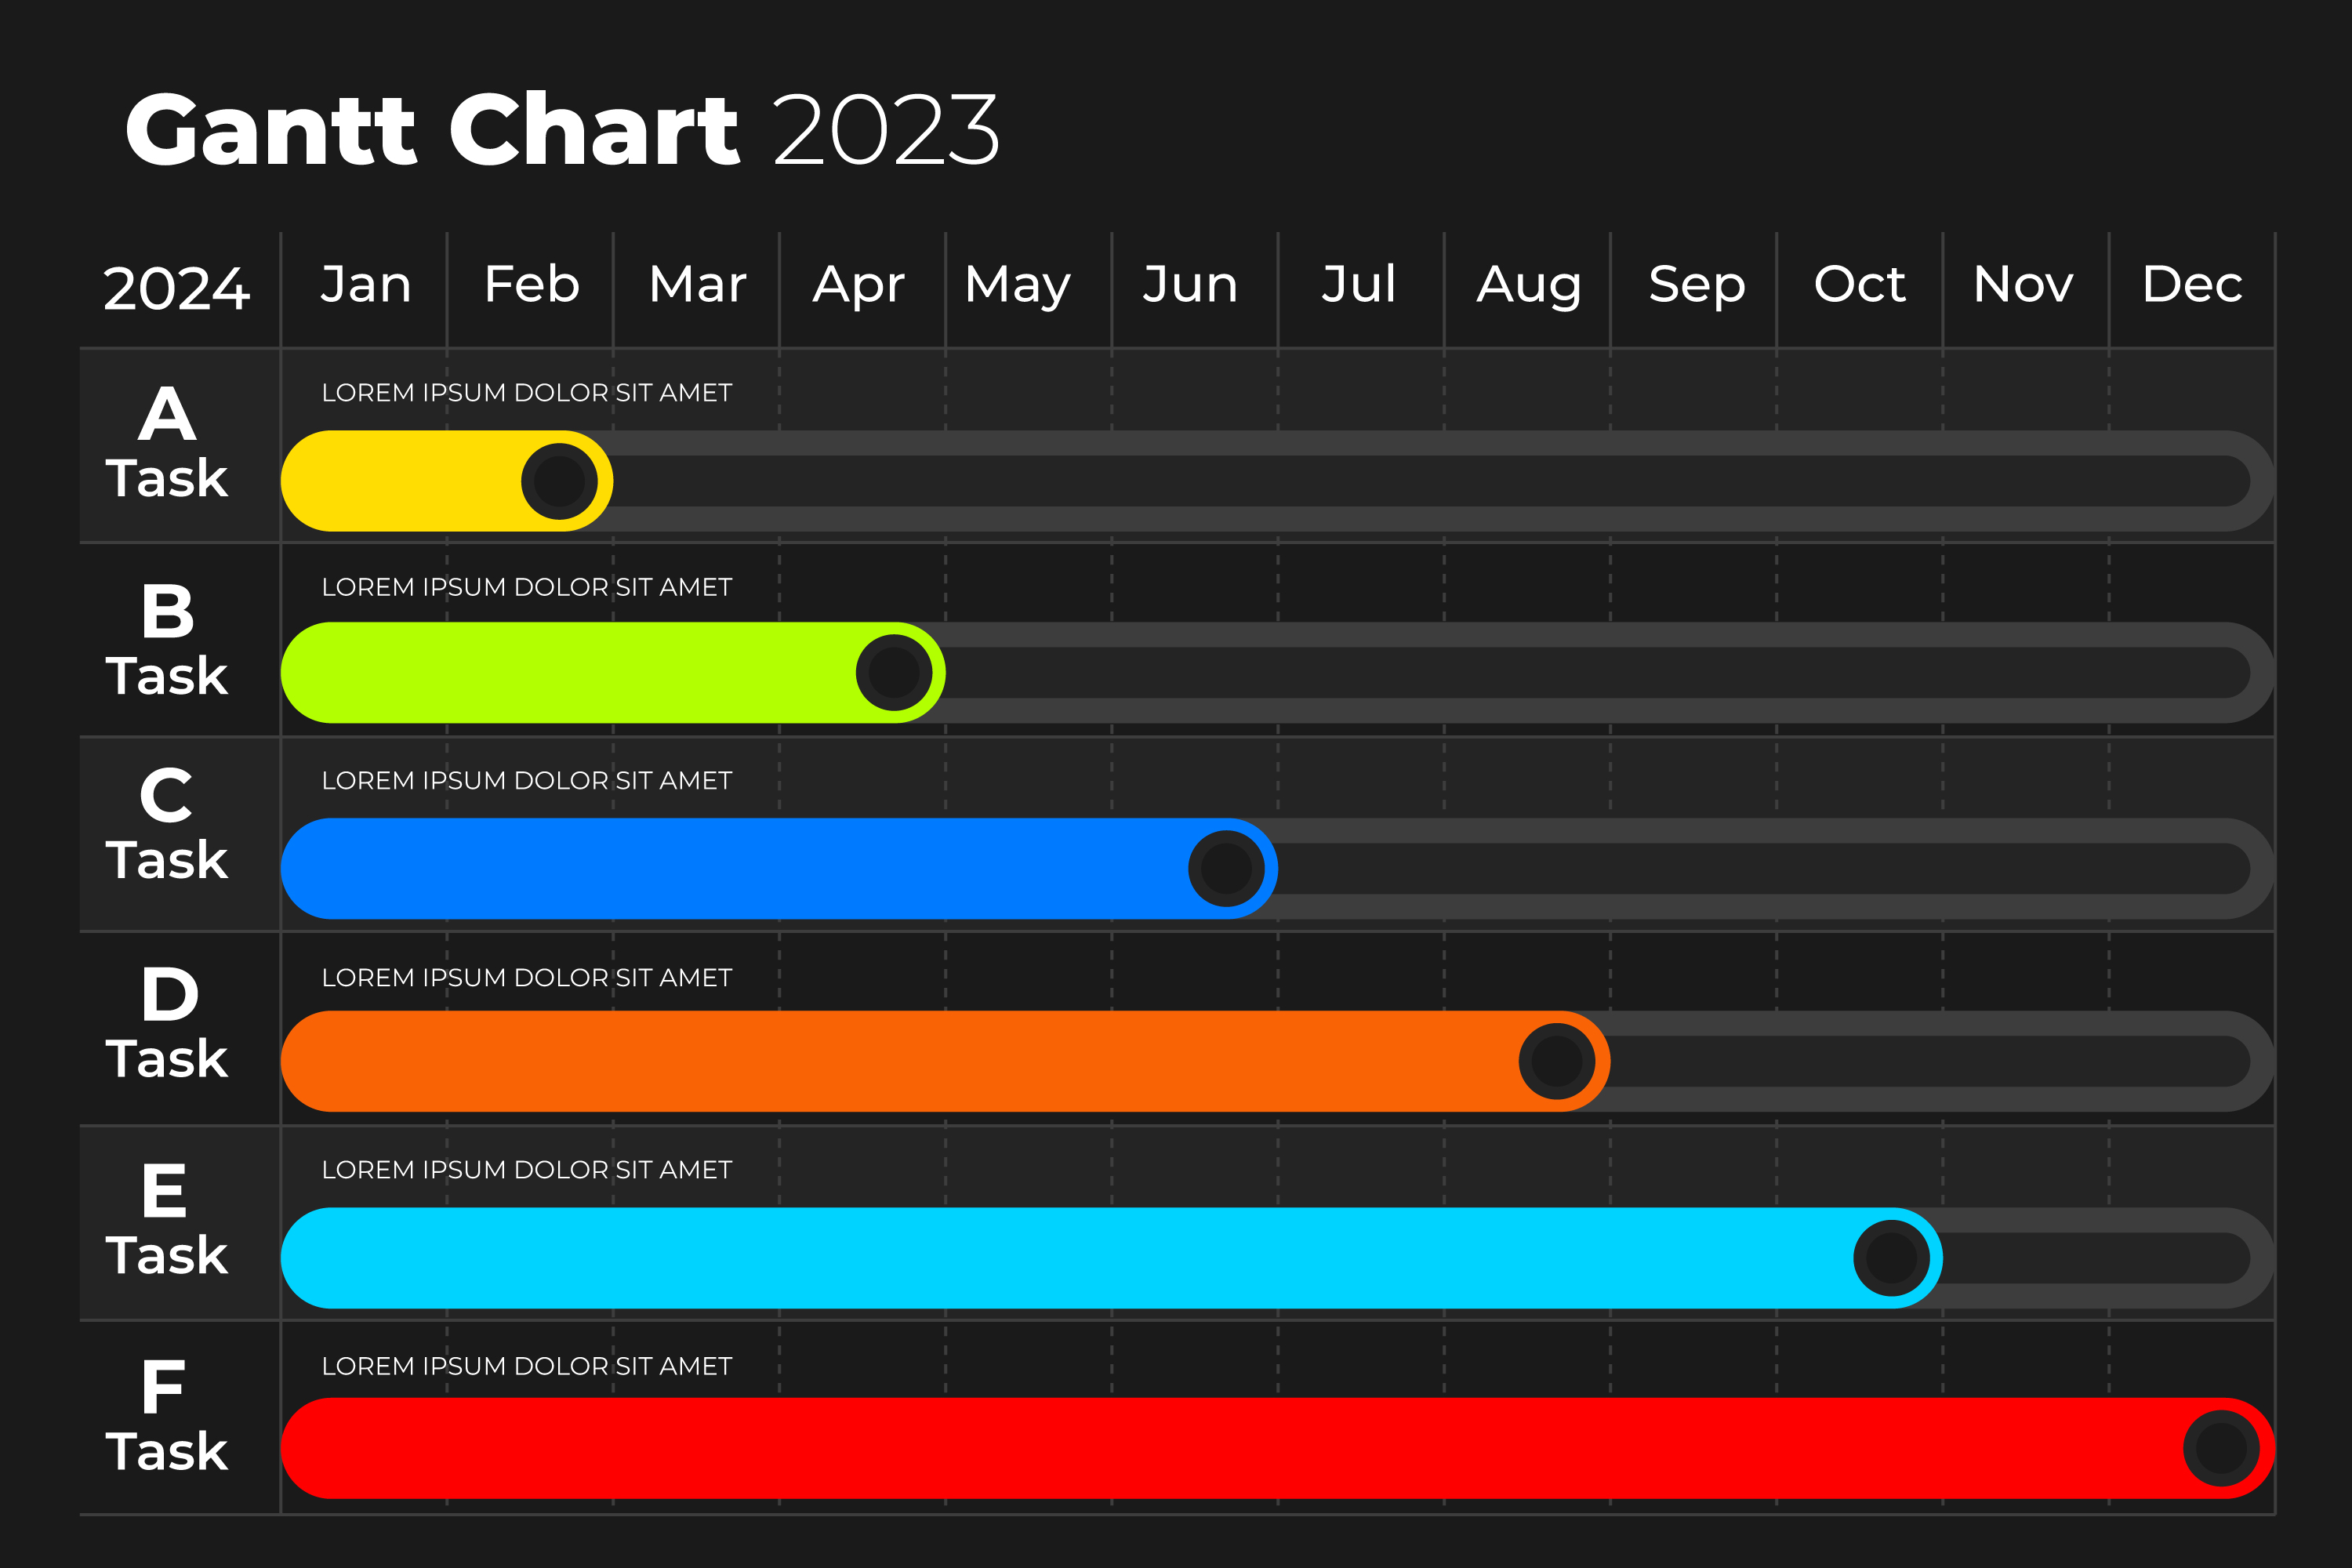 Gantt Chart 2023
2024 Jan Feb Mar Apr May Jun Jul Aug Sep Oct Nov Dec
A
Task
LOREM IPSUM DOLOR SIT AMET
B
Task
LOREM IPSUM DOLOR SIT AMET
C
Task
LOREM IPSUM DOLOR SIT AMET
D
Task
LOREM IPSUM DOLOR SIT AMET
E
Task
LOREM IPSUM DOLOR SIT AMET
F
Task
LOREM IPSUM DOLOR SIT AMET